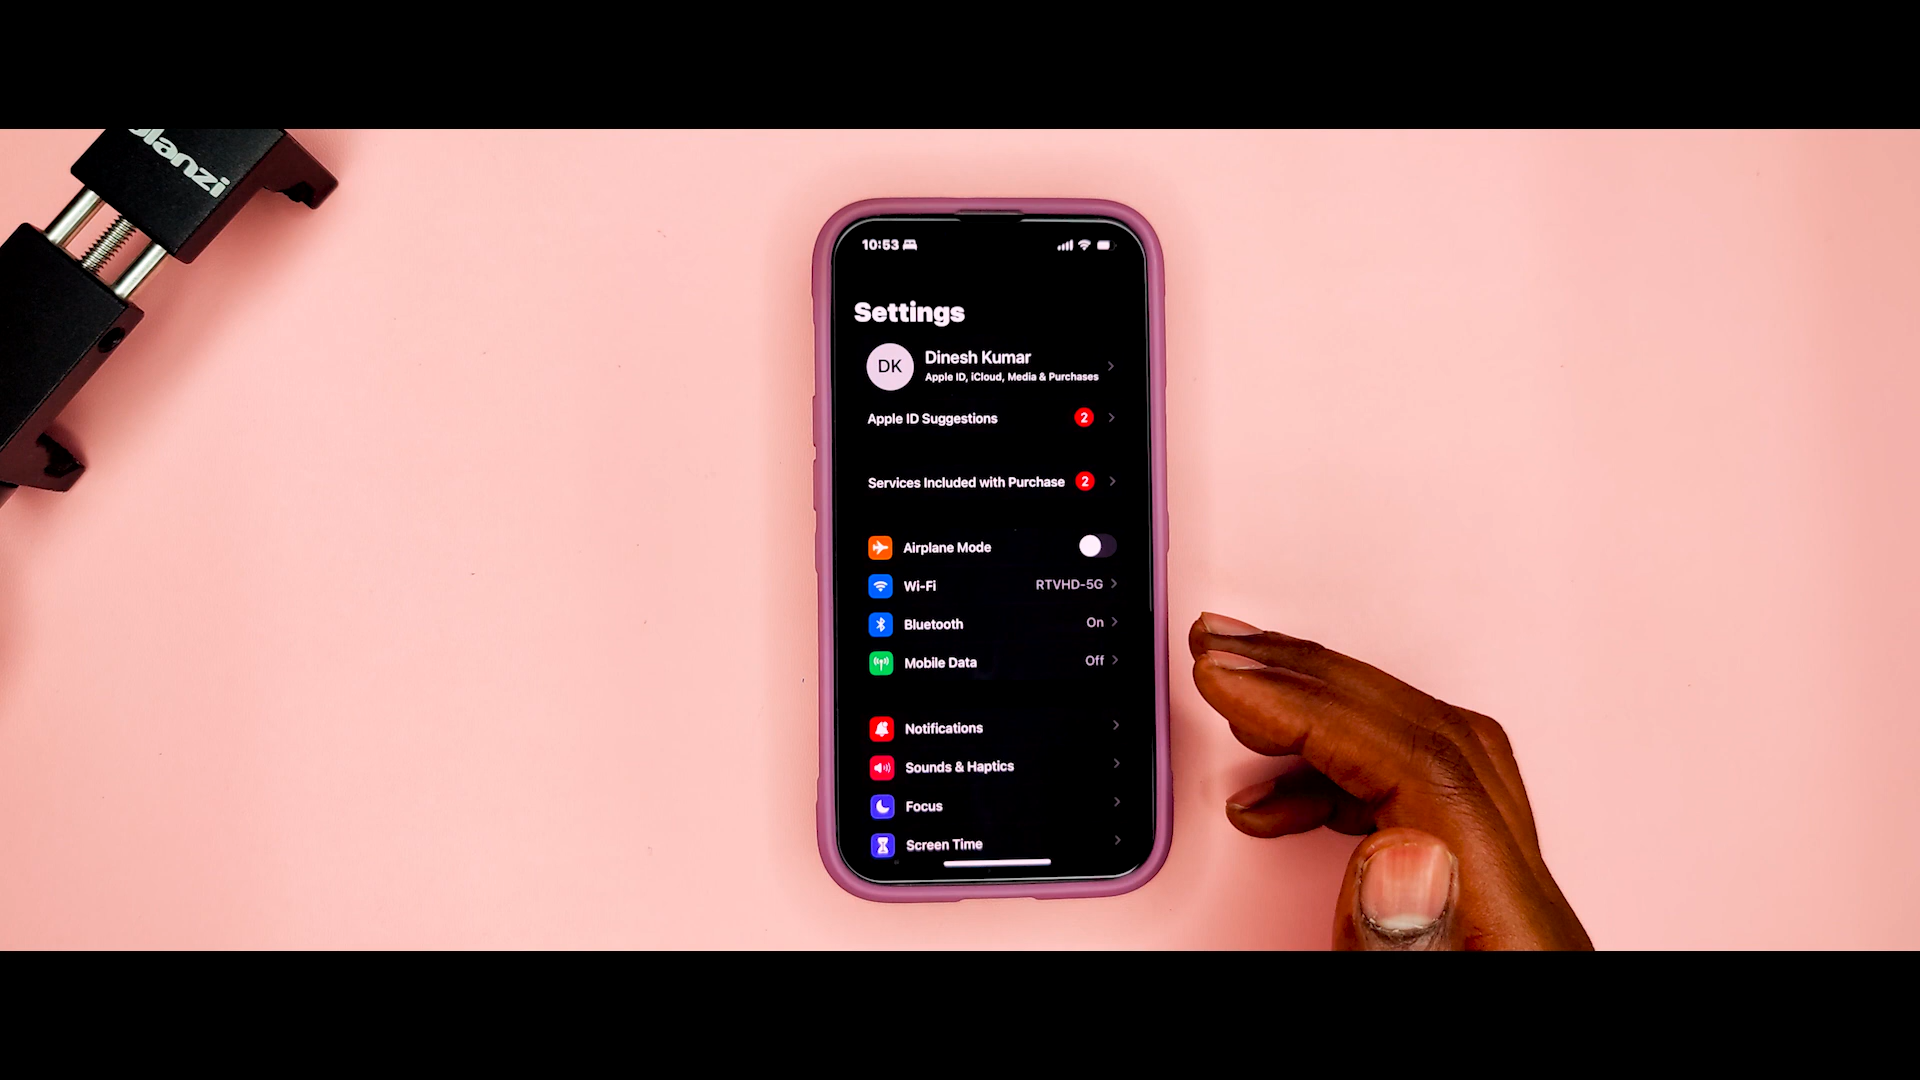 ulanzi
10:53
Settings
DK
Dinesh Kumar
Apple ID, iCloud, Media & Purchases
Apple ID Suggestions 2
Services Included with Purchase 2
Airplane Mode
Wi-Fi RTVHD-5G
Bluetooth On
Mobile Data Off
Notifications
Sounds & Haptics
Focus
Screen Time